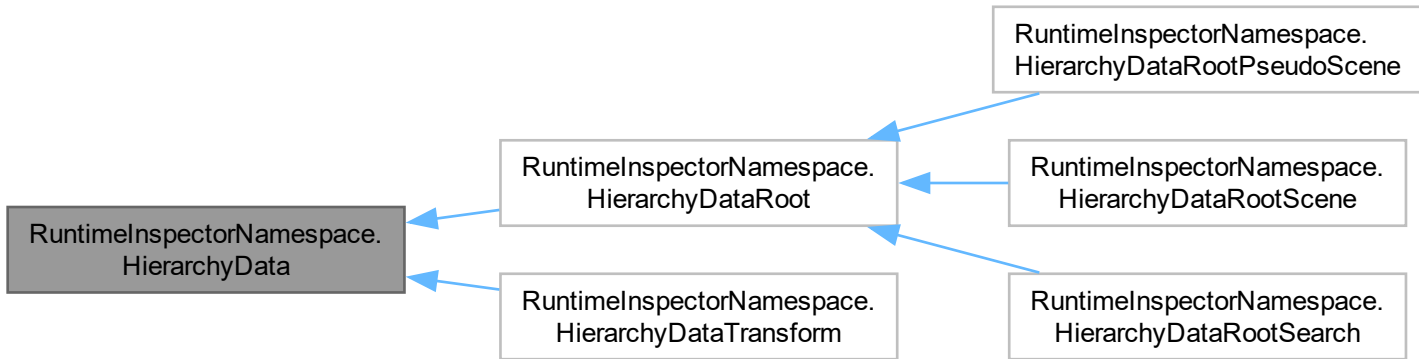 RuntimeInspectorNamespace.
HierarchyData
RuntimeInspectorNamespace.
HierarchyDataRoot
RuntimeInspectorNamespace.
HierarchyDataTransform
RuntimeInspectorNamespace.
HierarchyDataRootPseudoScene
RuntimeInspectorNamespace.
HierarchyDataRootScene
RuntimeInspectorNamespace.
HierarchyDataRootSearch